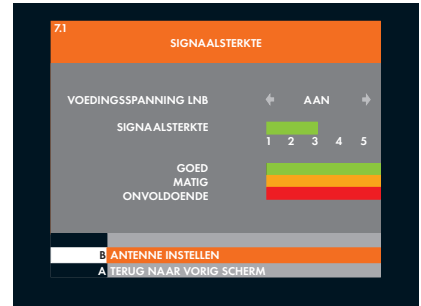 7.1
SIGNAALSTERKTE
VOEDINGSSPANNING LNB AAN
SIGNAALSTERKTE
1 2 3 4 5
GOED
MATIG
ONVOLDOENDE
B ANTENNE INSTELLEN
A TERUG NAAR VORIG SCHERM